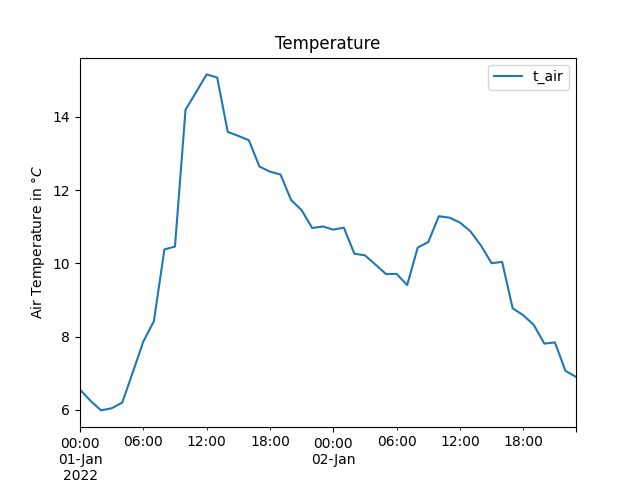 Temperature
t_air
Air Temperature in °C
14
12
10
8
6
00:00 06:00 12:00 18:00 00:00 06:00 12:00 18:00
01-Jan 02-Jan
2022